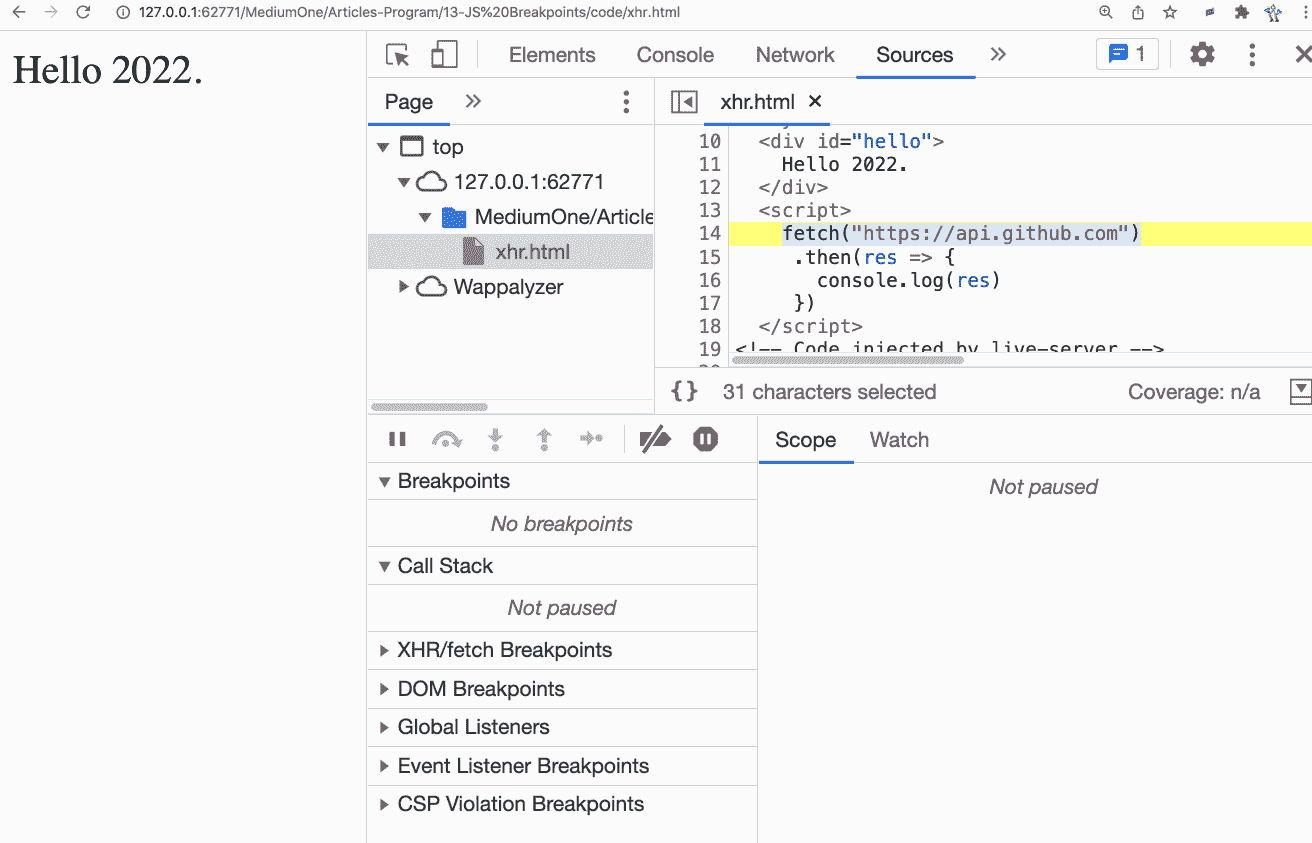 127.0.0.1:62771/MediumOne/Articles-Program/13-JS%20Breakpoints/code/xhr.html
Hello 2022.
Elements Console Network Sources 1
Page
xhr.html
top
127.0.0.1:62771
MediumOne/Article
xhr.html
Wappalyzer
10 <div id="hello">
11 Hello 2022.
12 </div>
13 <script>
14 fetch("https://api.github.com")
15 .then(res => {
16 console.log(res)
17 })
18 </script>
19 <!-- Code injected by live-server -->
{} 31 characters selected Coverage: n/a
Scope Watch
Not paused
Breakpoints
No breakpoints
Call Stack
Not paused
XHR/fetch Breakpoints
DOM Breakpoints
Global Listeners
Event Listener Breakpoints
CSP Violation Breakpoints